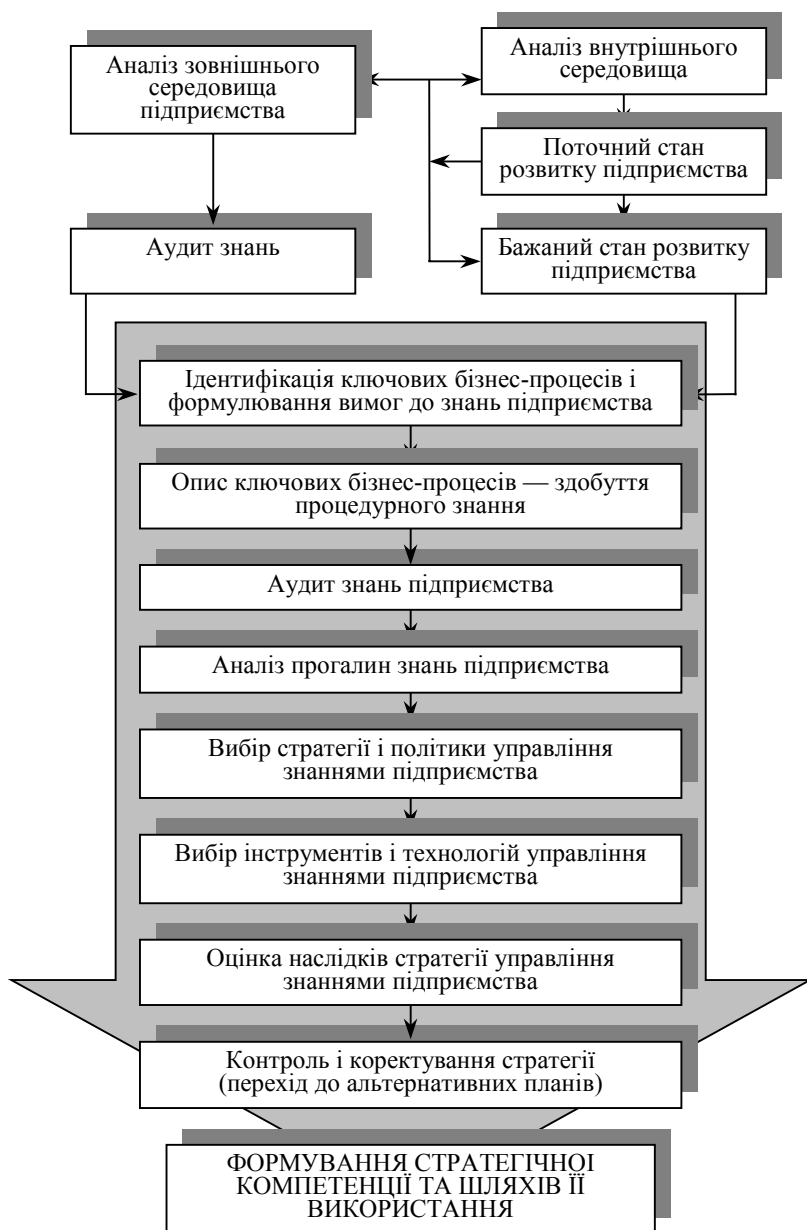 Аналіз зовнішнього
середовища
підприємства
Аналіз внутрішнього
середовища
Поточний стан
розвитку підприємства
Аудит знань
Бажаний стан розвитку
підприємства
Ідентифікація ключових бізнес-процесів і
формулювання вимог до знань підприємства
Опис ключових бізнес-процесів — здобуття
процедурного знання
Аудит знань підприємства
Аналіз прогалин знань підприємства
Вибір стратегії і політики управління
знаннями підприємства
Вибір інструментів і технологій управління
знаннями підприємства
Оцінка наслідків стратегії управління
знаннями підприємства
Контроль і коректування стратегії
(перехід до альтернативних планів)
ФОРМУВАННЯ СТРАТЕГІЧНОЇ
КОМПЕТЕНЦІЇ ТА ШЛЯХІВ ЇЇ
ВИКОРИСТАННЯ